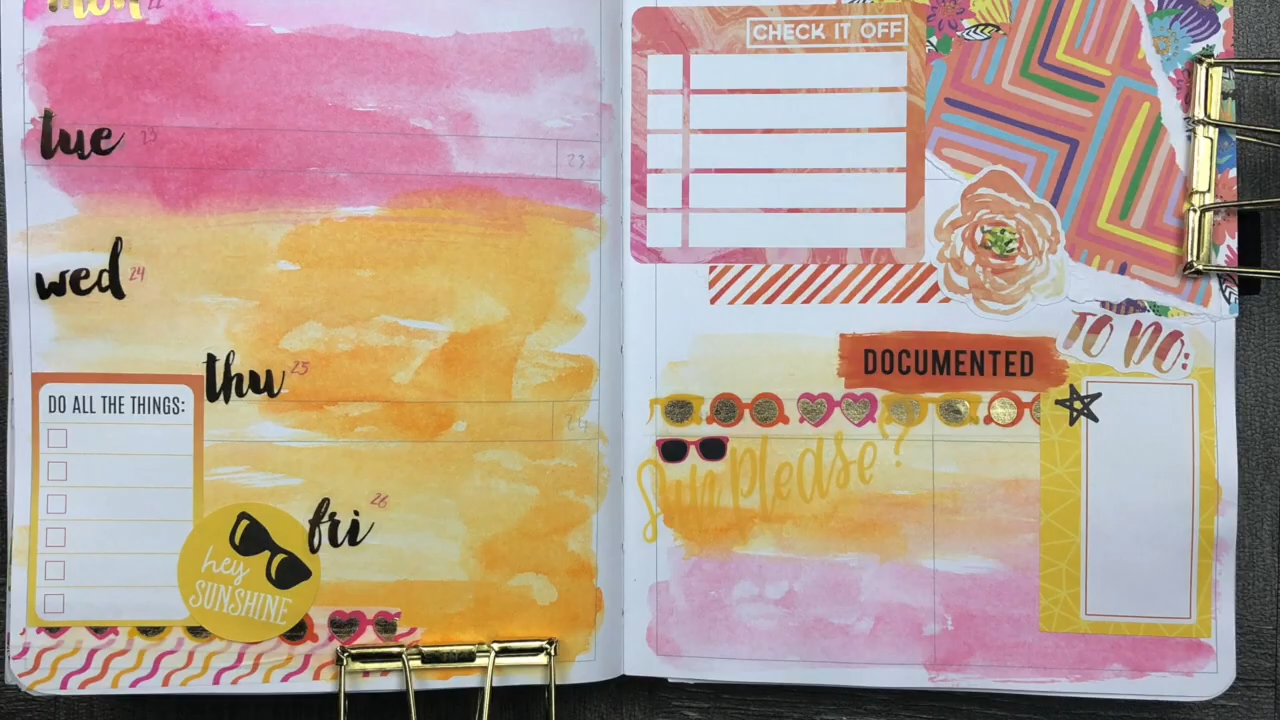 mon 22
tue 23
23
wed 24
thu 25
24
DO ALL THE THINGS:
fri 26
hey
SUNSHINE
CHECK IT OFF
TO DO:
DOCUMENTED
Sun Please?